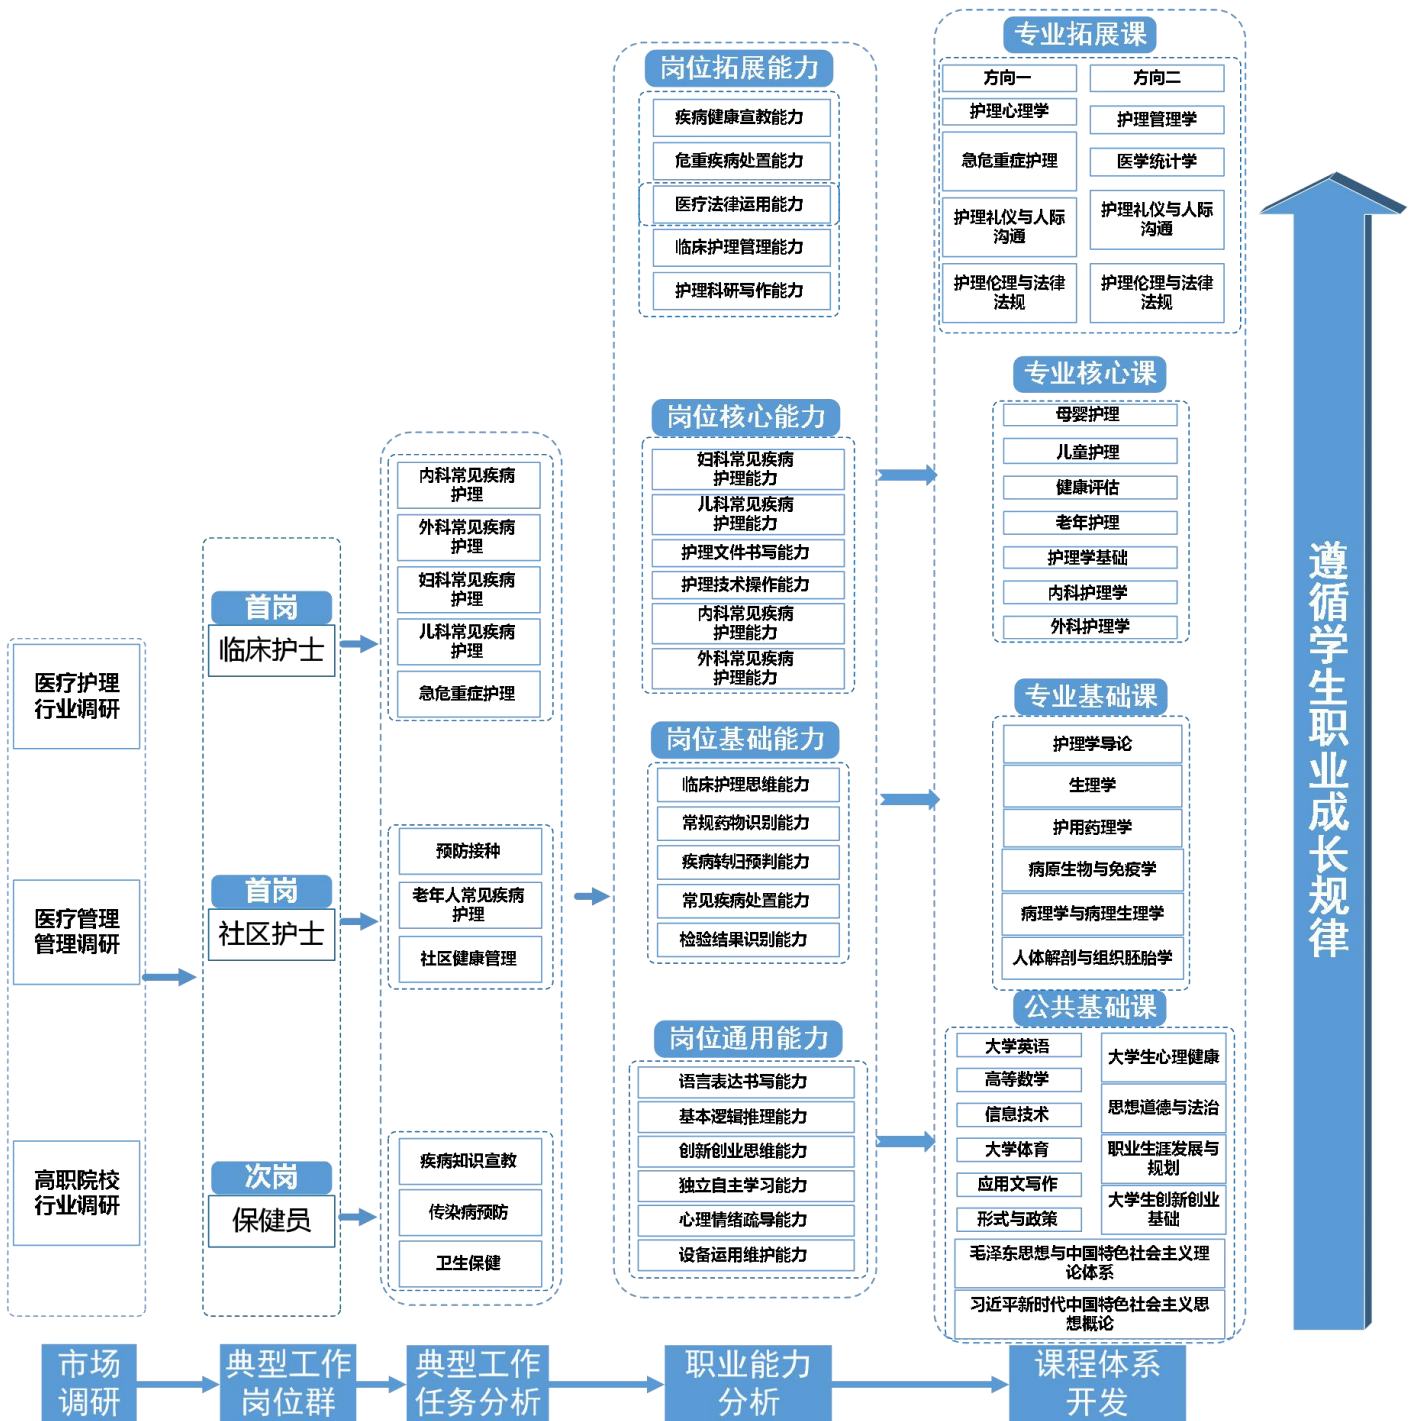 医疗护理
行业调研
医疗管理
管理调研
高职院校
行业调研
首岗
临床护士
首岗
社区护士
次岗
保健员
内科常见疾病
护理
外科常见疾病
护理
妇科常见疾病
护理
儿科常见疾病
护理
急危重症护理
预防接种
老年人常见疾病
护理
社区健康管理
疾病知识宣教
传染病预防
卫生保健
岗位拓展能力
疾病健康宣教能力
危重疾病处置能力
医疗法律运用能力
临床护理管理能力
护理科研写作能力
岗位核心能力
妇科常见疾病
护理能力
儿科常见疾病
护理能力
护理文件书写能力
护理技术操作能力
内科常见疾病
护理能力
外科常见疾病
护理能力
岗位基础能力
临床护理思维能力
常规药物识别能力
疾病转归预判能力
常见疾病处置能力
检验结果识别能力
岗位通用能力
语言表达书写能力
基本逻辑推理能力
创新创业思维能力
独立自主学习能力
心理情绪疏导能力
设备运用维护能力
专业拓展课
方向一
护理心理学
急危重症护理
护理礼仪与人际
沟通
护理伦理与法律
法规
方向二
护理管理学
医学统计学
护理礼仪与人际
沟通
护理伦理与法律
法规
专业核心课
母婴护理
儿童护理
健康评估
老年护理
护理学基础
内科护理学
外科护理学
专业基础课
护理学导论
生理学
护用药理学
病原生物与免疫学
病理学与病理生理学
人体解剖与组织胚胎学
公共基础课
大学英语
高等数学
信息技术
大学体育
应用文写作
形式与政策
大学生心理健康
思想道德与法治
职业生涯发展与
规划
大学生创新创业
基础
毛泽东思想与中国特色社会主义理
论体系
习近平新时代中国特色社会主义思
想概论
遵循学生职业成长规律
市场
调研
典型工作
岗位群
典型工作
任务分析
职业能力
分析
课程体系
开发